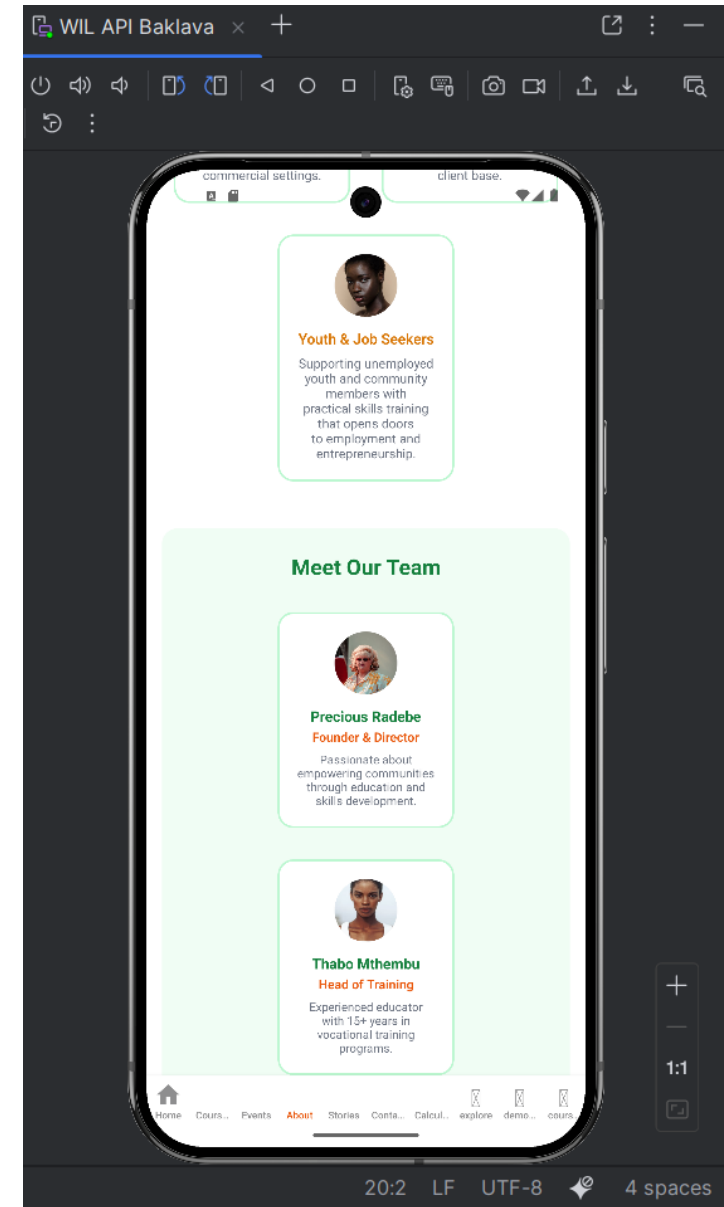 WIL API Baklava
commercial settings.
client base.
Youth & Job Seekers
Supporting unemployed
youth and community
members with
practical skills training
that opens doors
to employment and
entrepreneurship.
Meet Our Team
Precious Radebe
Founder & Director
Passionate about
empowering communities
through education and
skills development.
Thabo Mthembu
Head of Training
Experienced educator
with 15+ years in
vocational training
programs.
Home Cours... Events About Stories Conta... Calcul... explore demo... cours
1:1
20:2 LF UTF-8 4 spaces